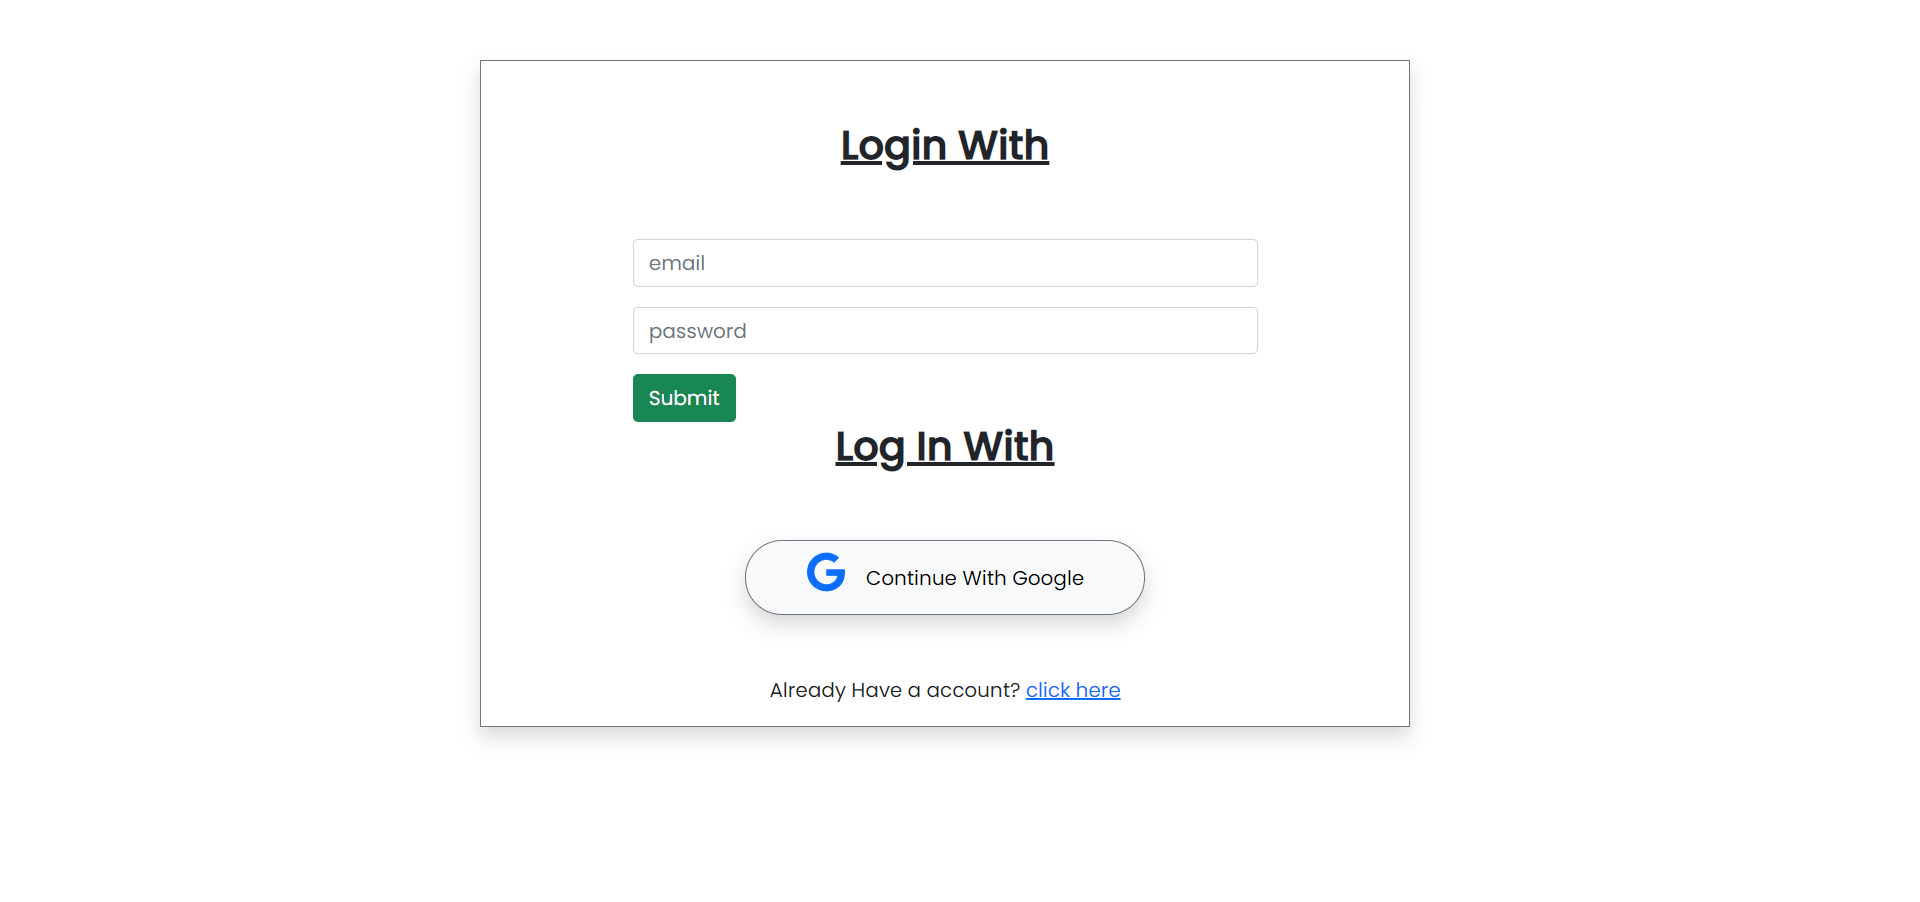 Login With
email
password
Submit
Log In With
Continue With Google
Already Have a account? click here